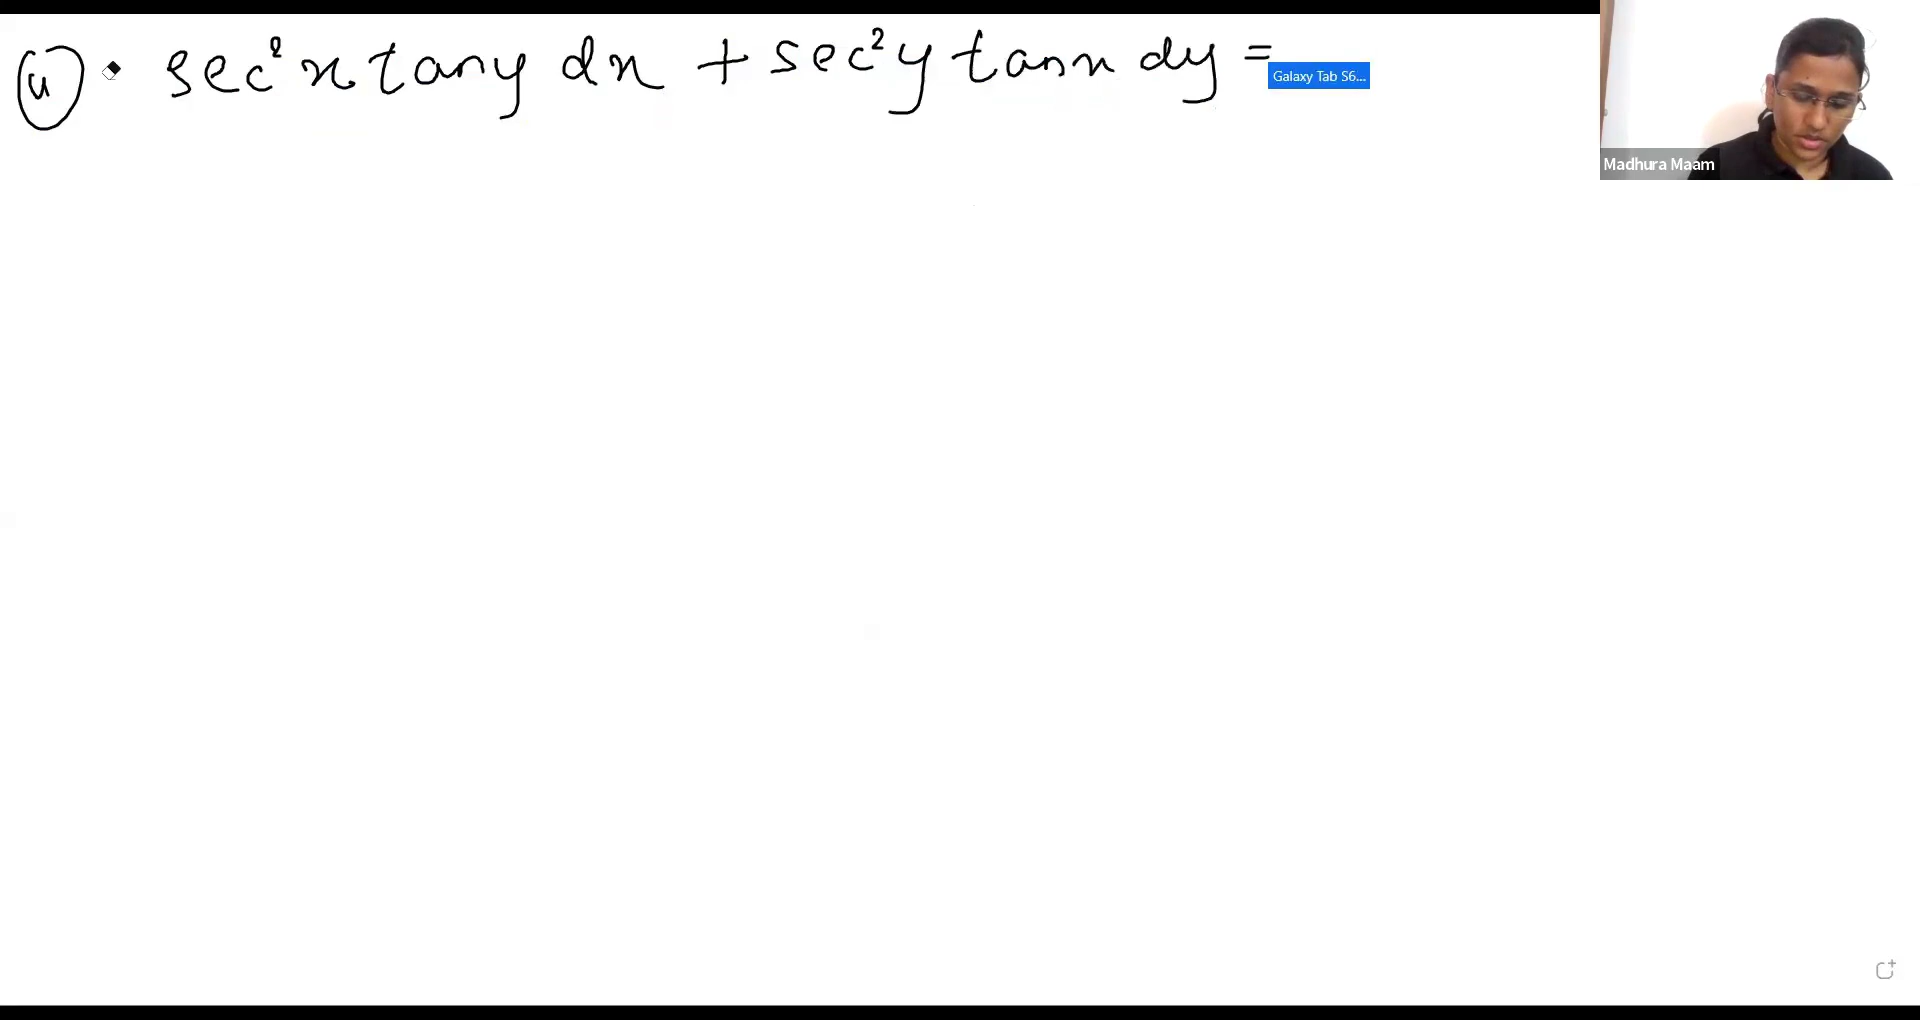 (ii) • sec²x tany dx + sec²y tanx dy =
Galaxy Tab S6...
Madhura Maam